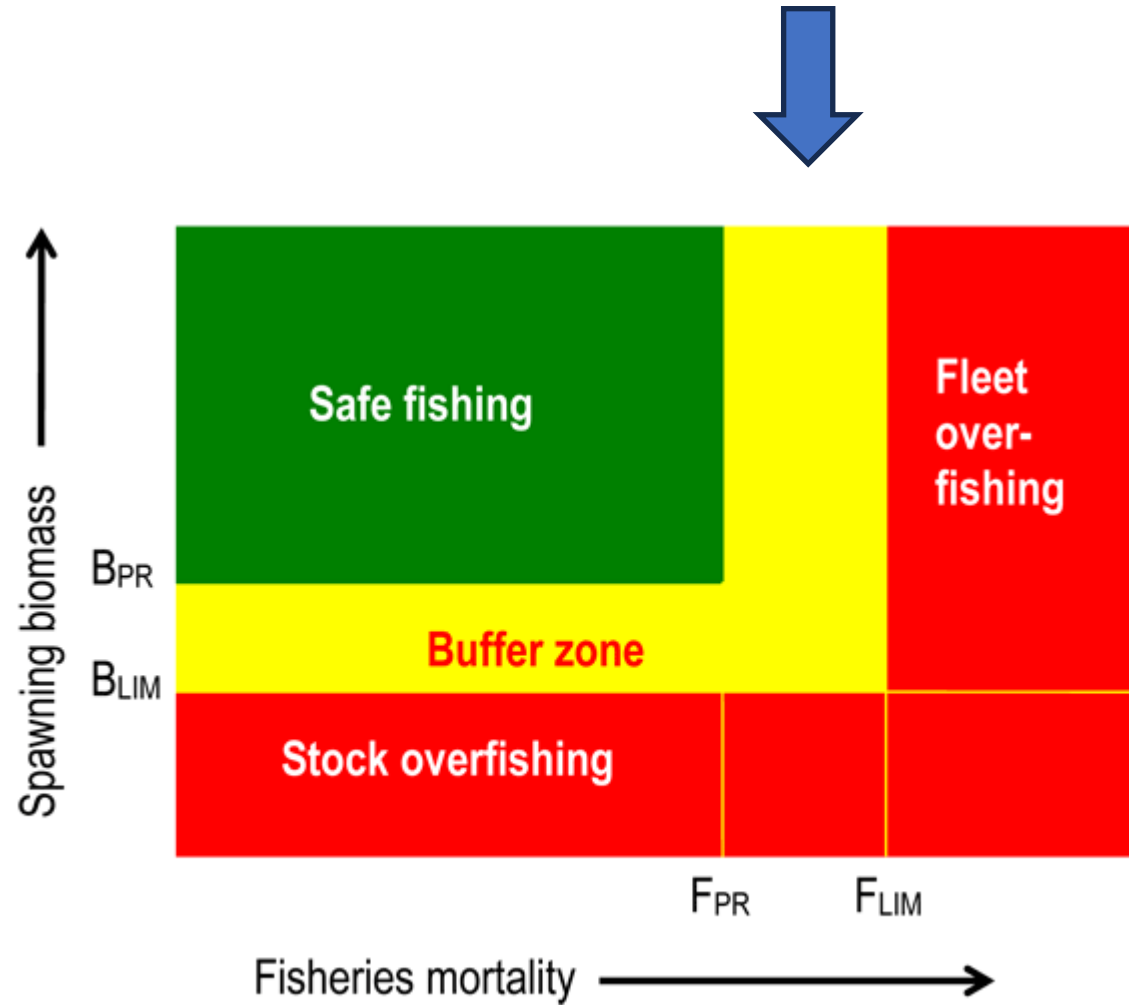 Spawning biomass
Safe fishing
Fleet
over-
fishing
BPR
Buffer zone
BLIM
Stock overfishing
FPR
FLIM
Fisheries mortality